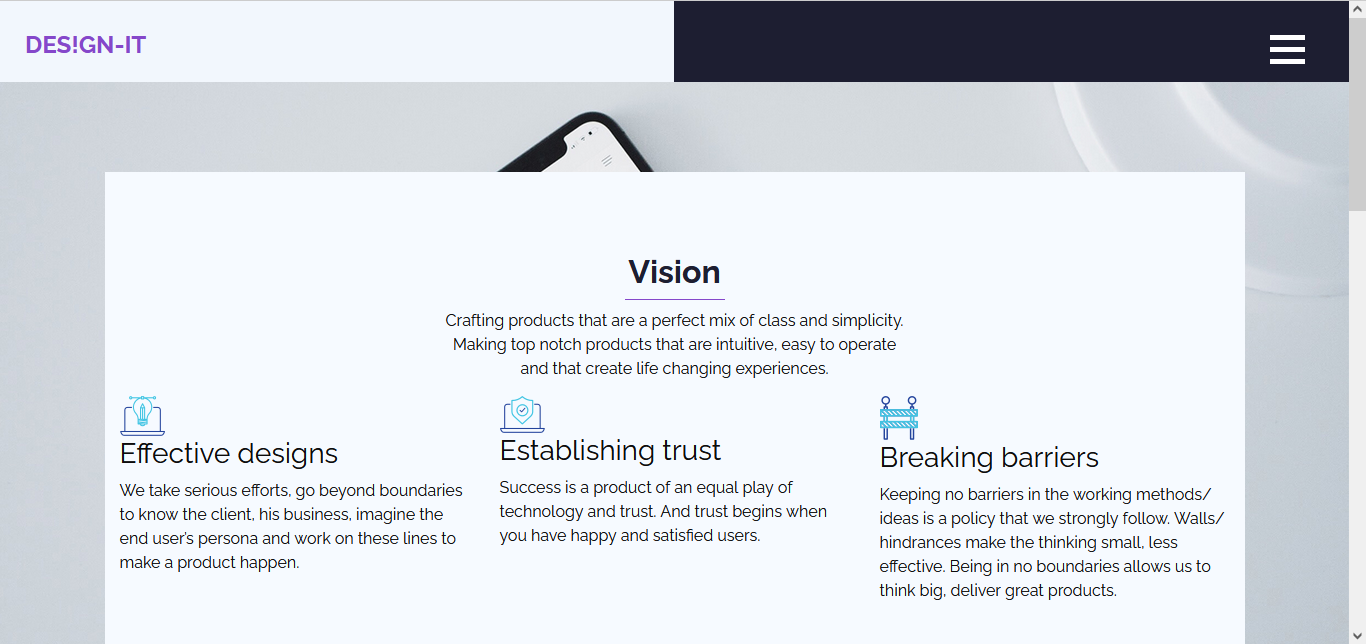 DES!GN-IT
Vision
Crafting products that are a perfect mix of class and simplicity.
Making top notch products that are intuitive, easy to operate
and that create life changing experiences.
Effective designs
We take serious efforts, go beyond boundaries
to know the client, his business, imagine the
end user's persona and work on these lines to
make a product happen.
Establishing trust
Success is a product of an equal play of
technology and trust. And trust begins when
you have happy and satisfied users.
Breaking barriers
Keeping no barriers in the working methods/
ideas is a policy that we strongly follow. Walls/
hindrances make the thinking small, less
effective. Being in no boundaries allows us to
think big, deliver great products.